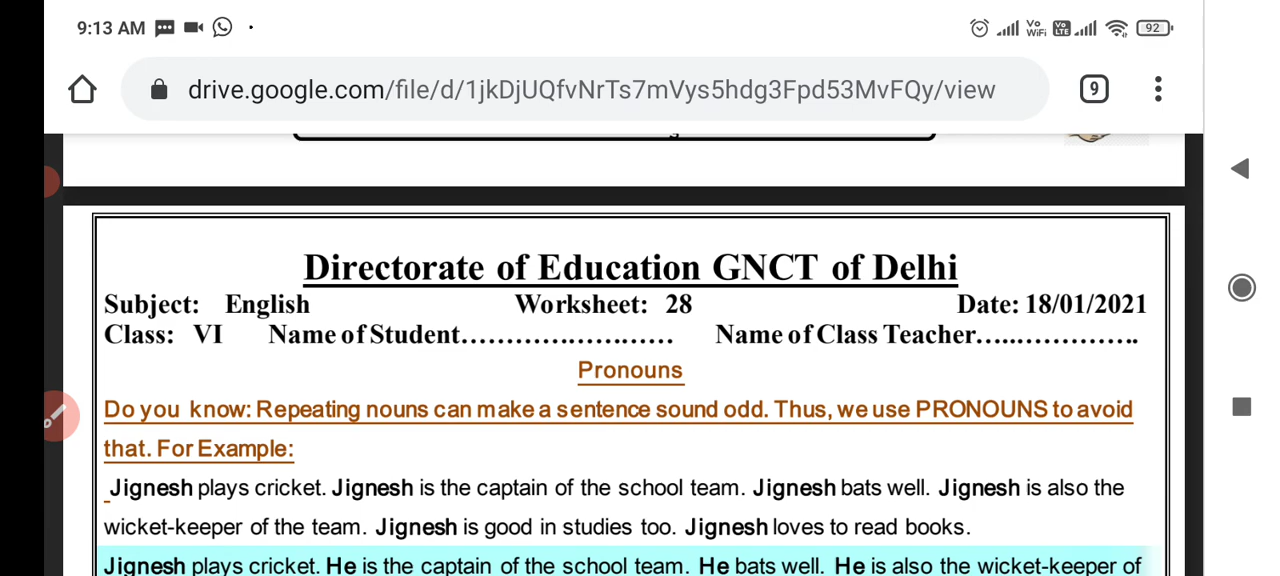 9:13 AM
Vo WiFi Vo LTE 92
drive.google.com/file/d/1jkDjUQfvNrTs7mVys5hdg3Fpd53MvFQy/view
9
Directorate of Education GNCT of Delhi
Subject: English Worksheet: 28 Date: 18/01/2021
Class: VI Name of Student........................ Name of Class Teacher..................
Pronouns
Do you know: Repeating nouns can make a sentence sound odd. Thus, we use PRONOUNS to avoid
that. For Example:
Jignesh plays cricket. Jignesh is the captain of the school team. Jignesh bats well. Jignesh is also the
wicket-keeper of the team. Jignesh is good in studies too. Jignesh loves to read books.
Jignesh plays cricket. He is the captain of the school team. He bats well. He is also the wicket-keeper of